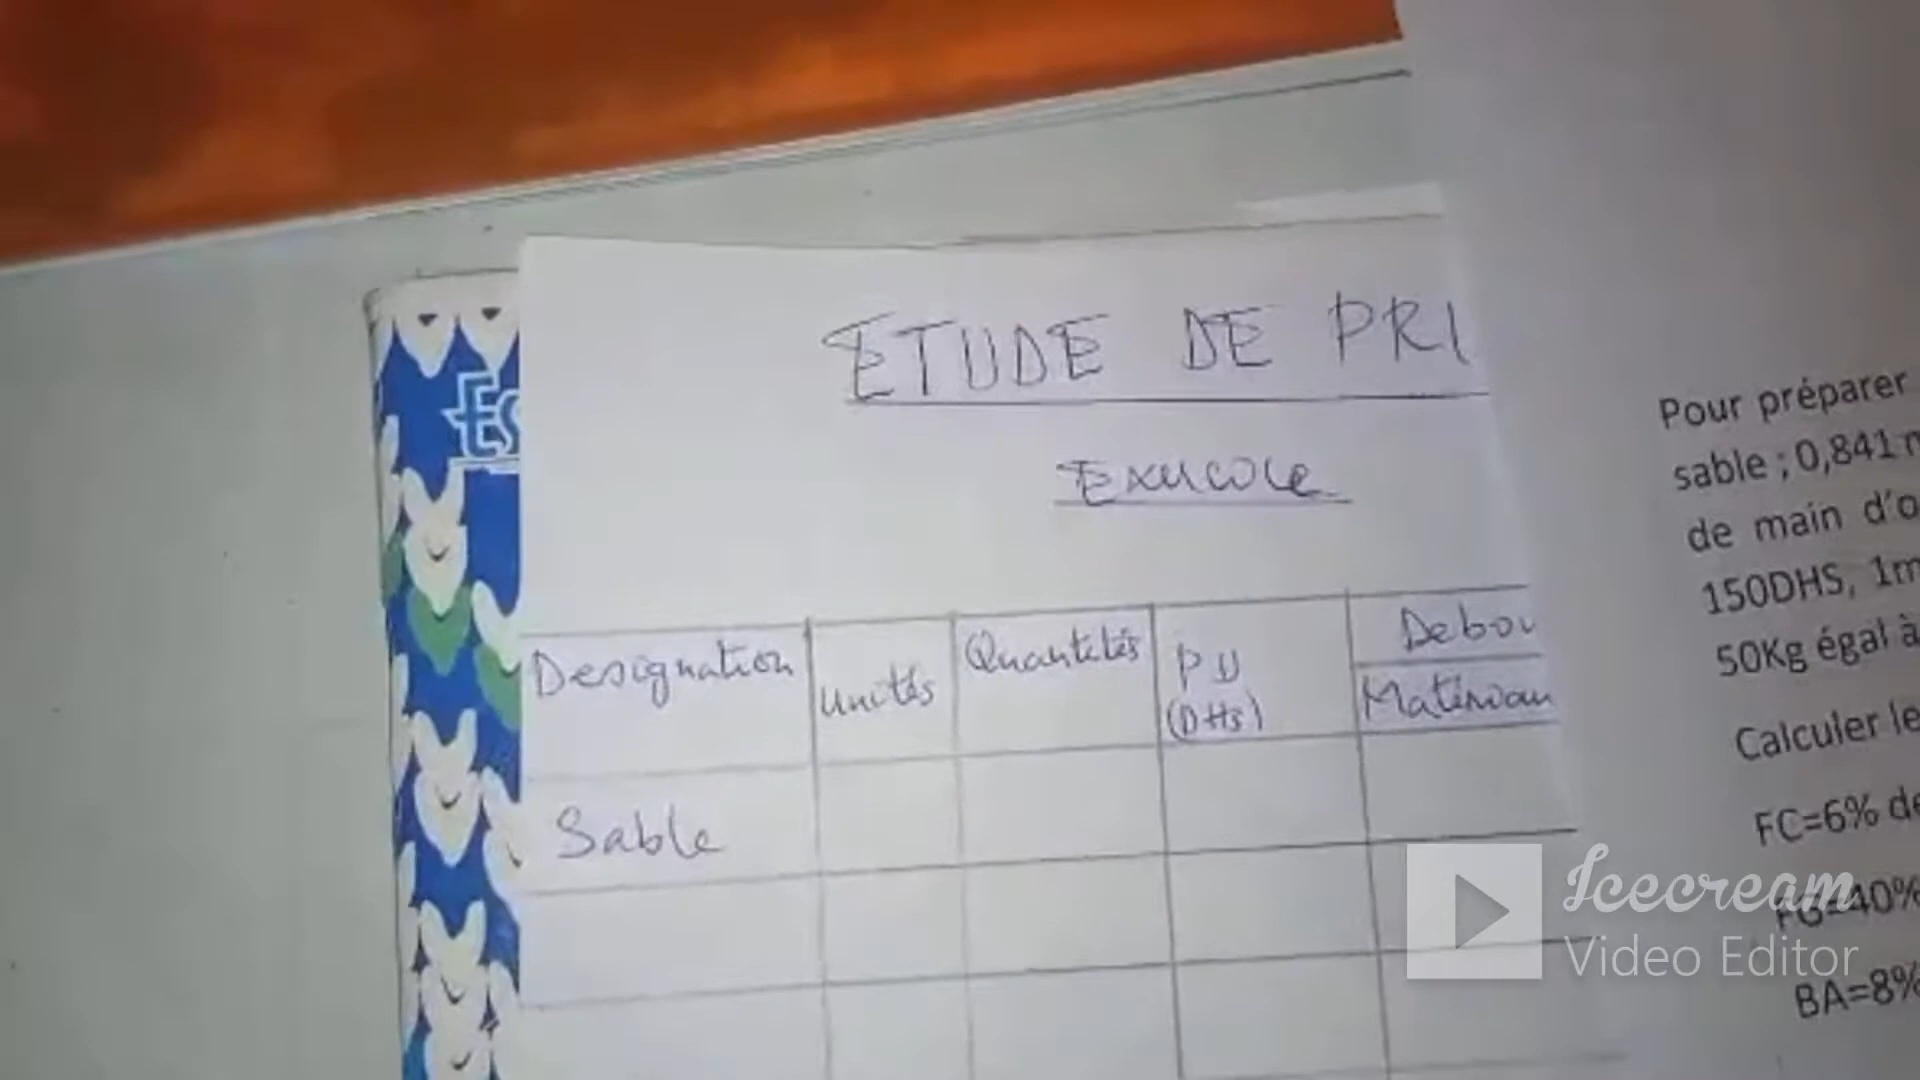 ETUDE DE PRI
Exercice
Designation
Unités
Quantités
PU
(DHs)
Debou
Matériau
Sable
ES
Pour préparer
sable ; 0,841 m
de main d'o
150DHS, 1m
50Kg égal à
Calculer le
FC=6% de
FG=40%
BA=8%
Icecream
Video Editor